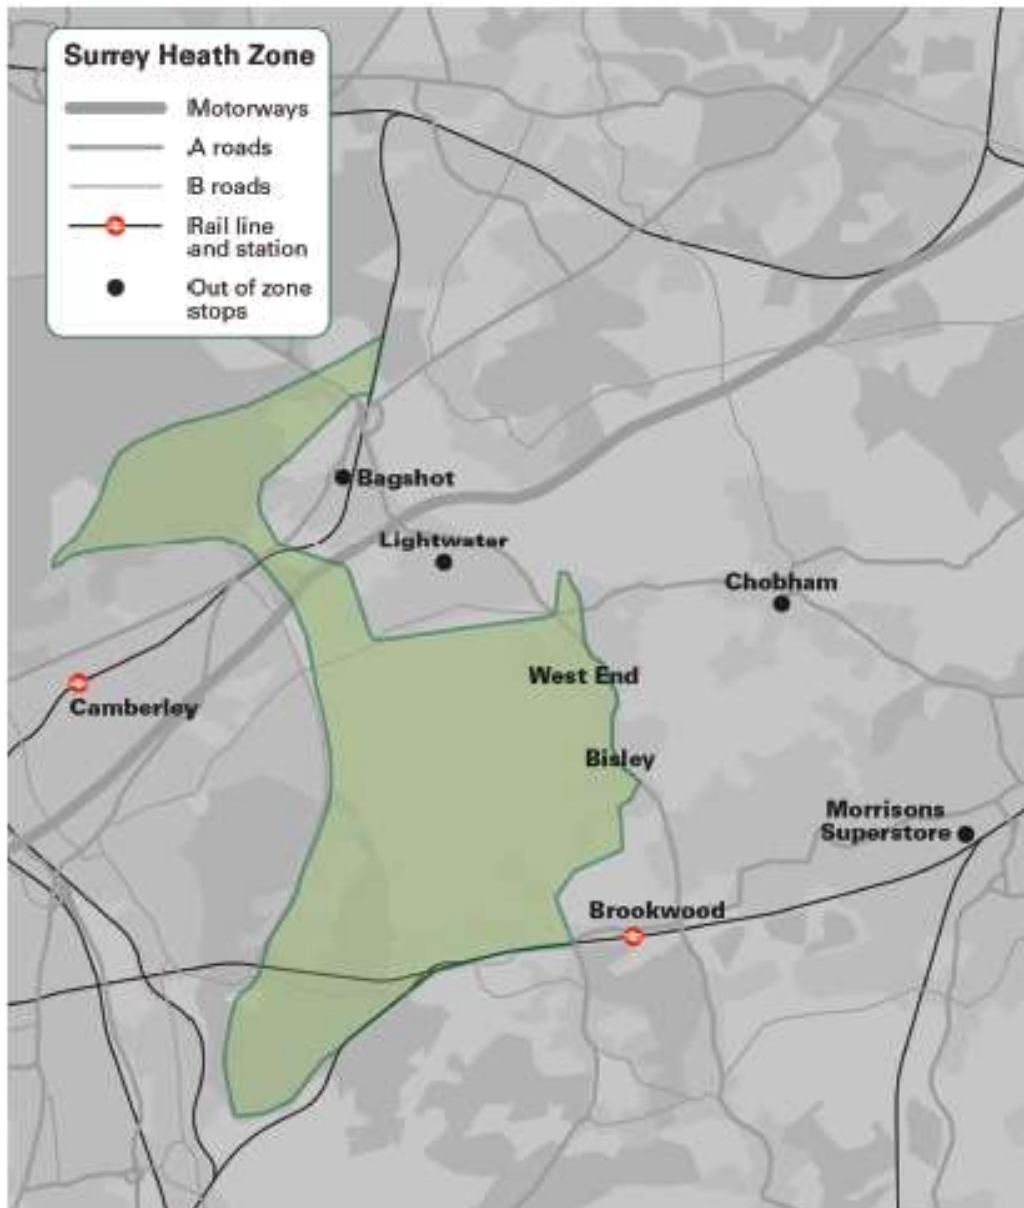 Surrey Heath Zone
Motorways
A roads
B roads
Rail line
and station
Out of zone
stops
Bagshot
Lightwater
Chobham
West End
Camberley
Bisley
Morrisons
Superstore
Brookwood